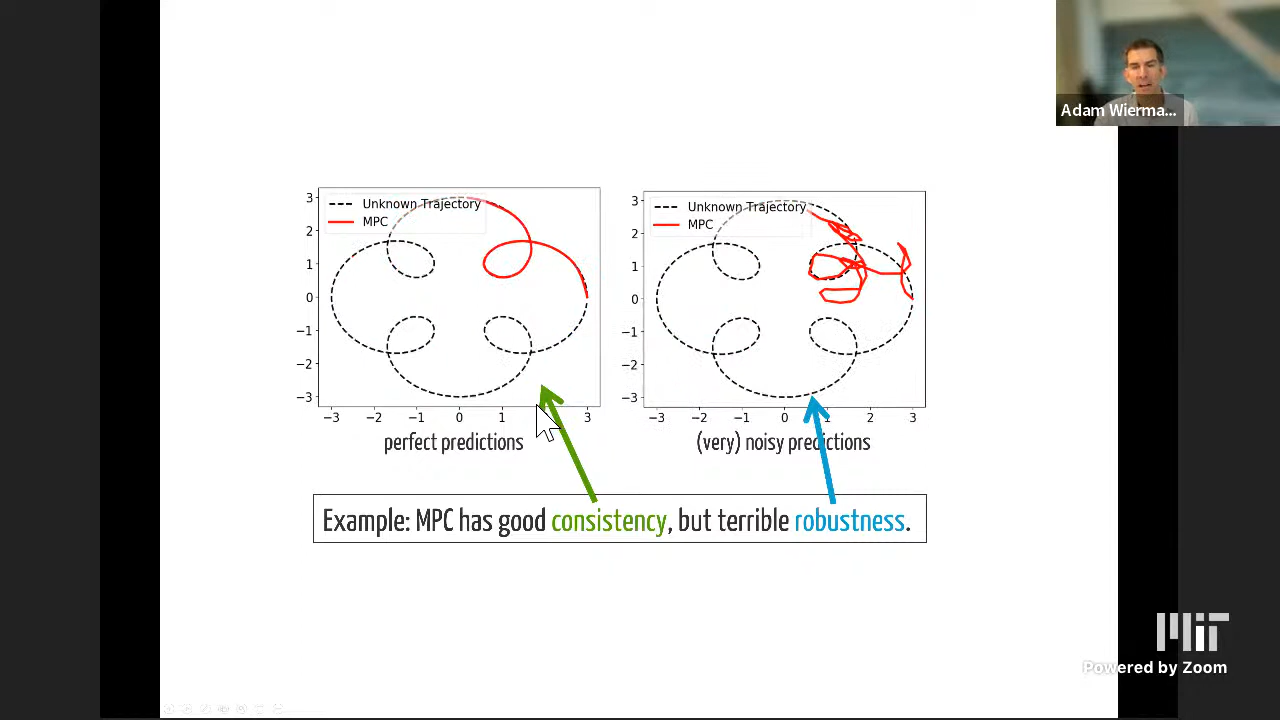 Adam Wierma...
3
2
1
0
−1
−2
−3
Unknown Trajectory
MPC
−3 −2 −1 0 1 3
perfect predictions
3
2
1
0
−1
−2
−3
Unknown Trajectory
MPC
−3 −2 −1 0 1 2 3
(very) noisy predictions
Example: MPC has good consistency, but terrible robustness.
MIT
Powered by Zoom